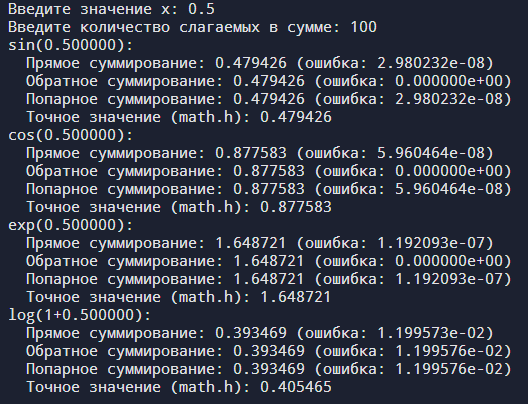 Введите значение x: 0.5
Введите количество слагаемых в сумме: 100
sin(0.500000):
  Прямое суммирование: 0.479426 (ошибка: 2.980232e-08)
  Обратное суммирование: 0.479426 (ошибка: 0.000000e+00)
  Попарное суммирование: 0.479426 (ошибка: 2.980232e-08)
  Точное значение (math.h): 0.479426
cos(0.500000):
  Прямое суммирование: 0.877583 (ошибка: 5.960464e-08)
  Обратное суммирование: 0.877583 (ошибка: 0.000000e+00)
  Попарное суммирование: 0.877583 (ошибка: 5.960464e-08)
  Точное значение (math.h): 0.877583
exp(0.500000):
  Прямое суммирование: 1.648721 (ошибка: 1.192093e-07)
  Обратное суммирование: 1.648721 (ошибка: 0.000000e+00)
  Попарное суммирование: 1.648721 (ошибка: 1.192093e-07)
  Точное значение (math.h): 1.648721
log(1+0.500000):
  Прямое суммирование: 0.393469 (ошибка: 1.199573e-02)
  Обратное суммирование: 0.393469 (ошибка: 1.199576e-02)
  Попарное суммирование: 0.393469 (ошибка: 1.199576e-02)
  Точное значение (math.h): 0.405465